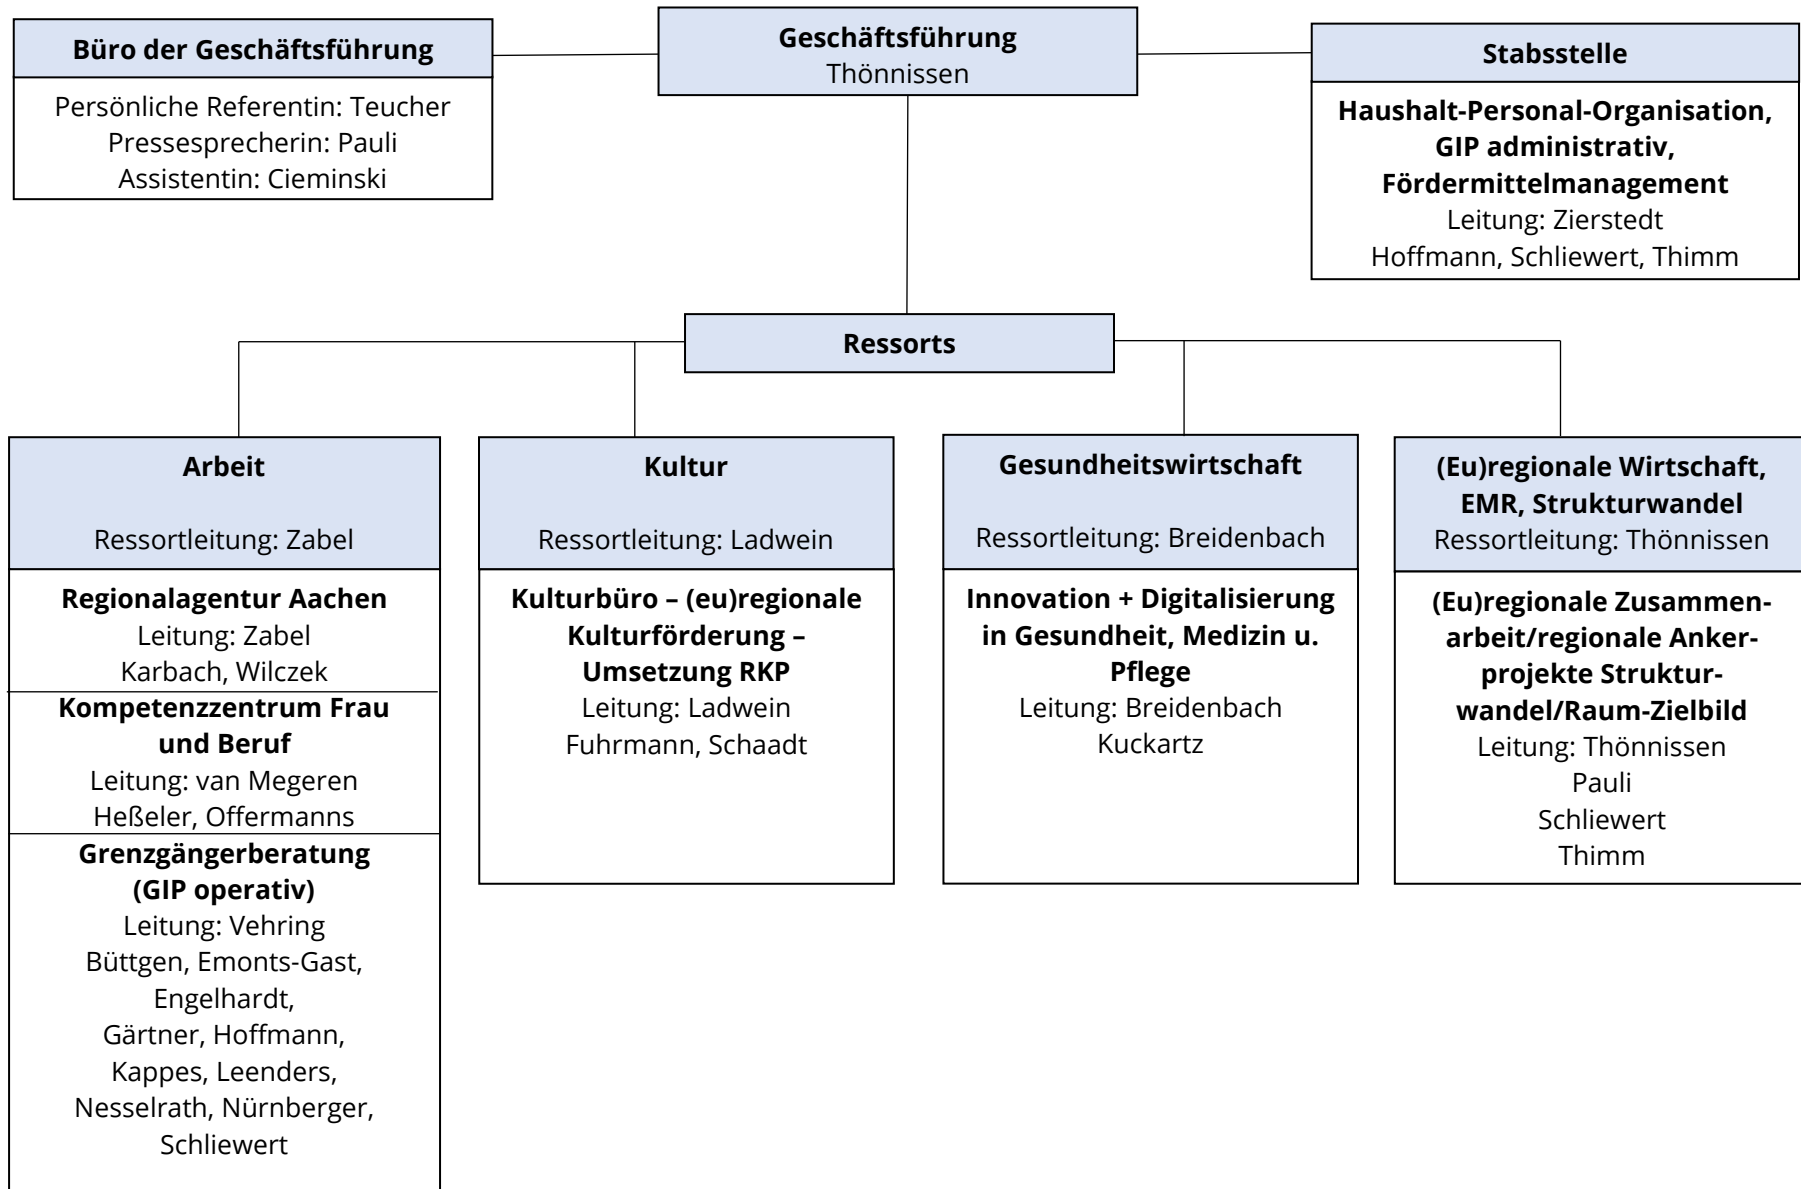 Büro der Geschäftsführung
Persönliche Referentin: Teucher
Pressesprecherin: Pauli
Assistentin: Cieminski
Geschäftsführung
Thönnissen
Stabsstelle
Haushalt-Personal-Organisation,
GIP administrativ,
Fördermittelmanagement
Leitung: Zierstedt
Hoffmann, Schliewert, Thimm
Ressorts
Arbeit
Ressortleitung: Zabel
Regionalagentur Aachen
Leitung: Zabel
Karbach, Wilczek
Kompetenzzentrum Frau
und Beruf
Leitung: van Megeren
Heßeler, Offermanns
Grenzgängerberatung
(GIP operativ)
Leitung: Vehring
Büttgen, Emonts-Gast,
Engelhardt,
Gärtner, Hoffmann,
Kappes, Leenders,
Nesselrath, Nürnberger,
Schliewert
Kultur
Ressortleitung: Ladwein
Kulturbüro – (eu)regionale
Kulturförderung –
Umsetzung RKP
Leitung: Ladwein
Fuhrmann, Schaadt
Gesundheitswirtschaft
Ressortleitung: Breidenbach
Innovation + Digitalisierung
in Gesundheit, Medizin u.
Pflege
Leitung: Breidenbach
Kuckartz
(Eu)regionale Wirtschaft,
EMR, Strukturwandel
Ressortleitung: Thönnissen
(Eu)regionale Zusammen-
arbeit/regionale Anker-
projekte Struktur-
wandel/Raum-Zielbild
Leitung: Thönnissen
Pauli
Schliewert
Thimm